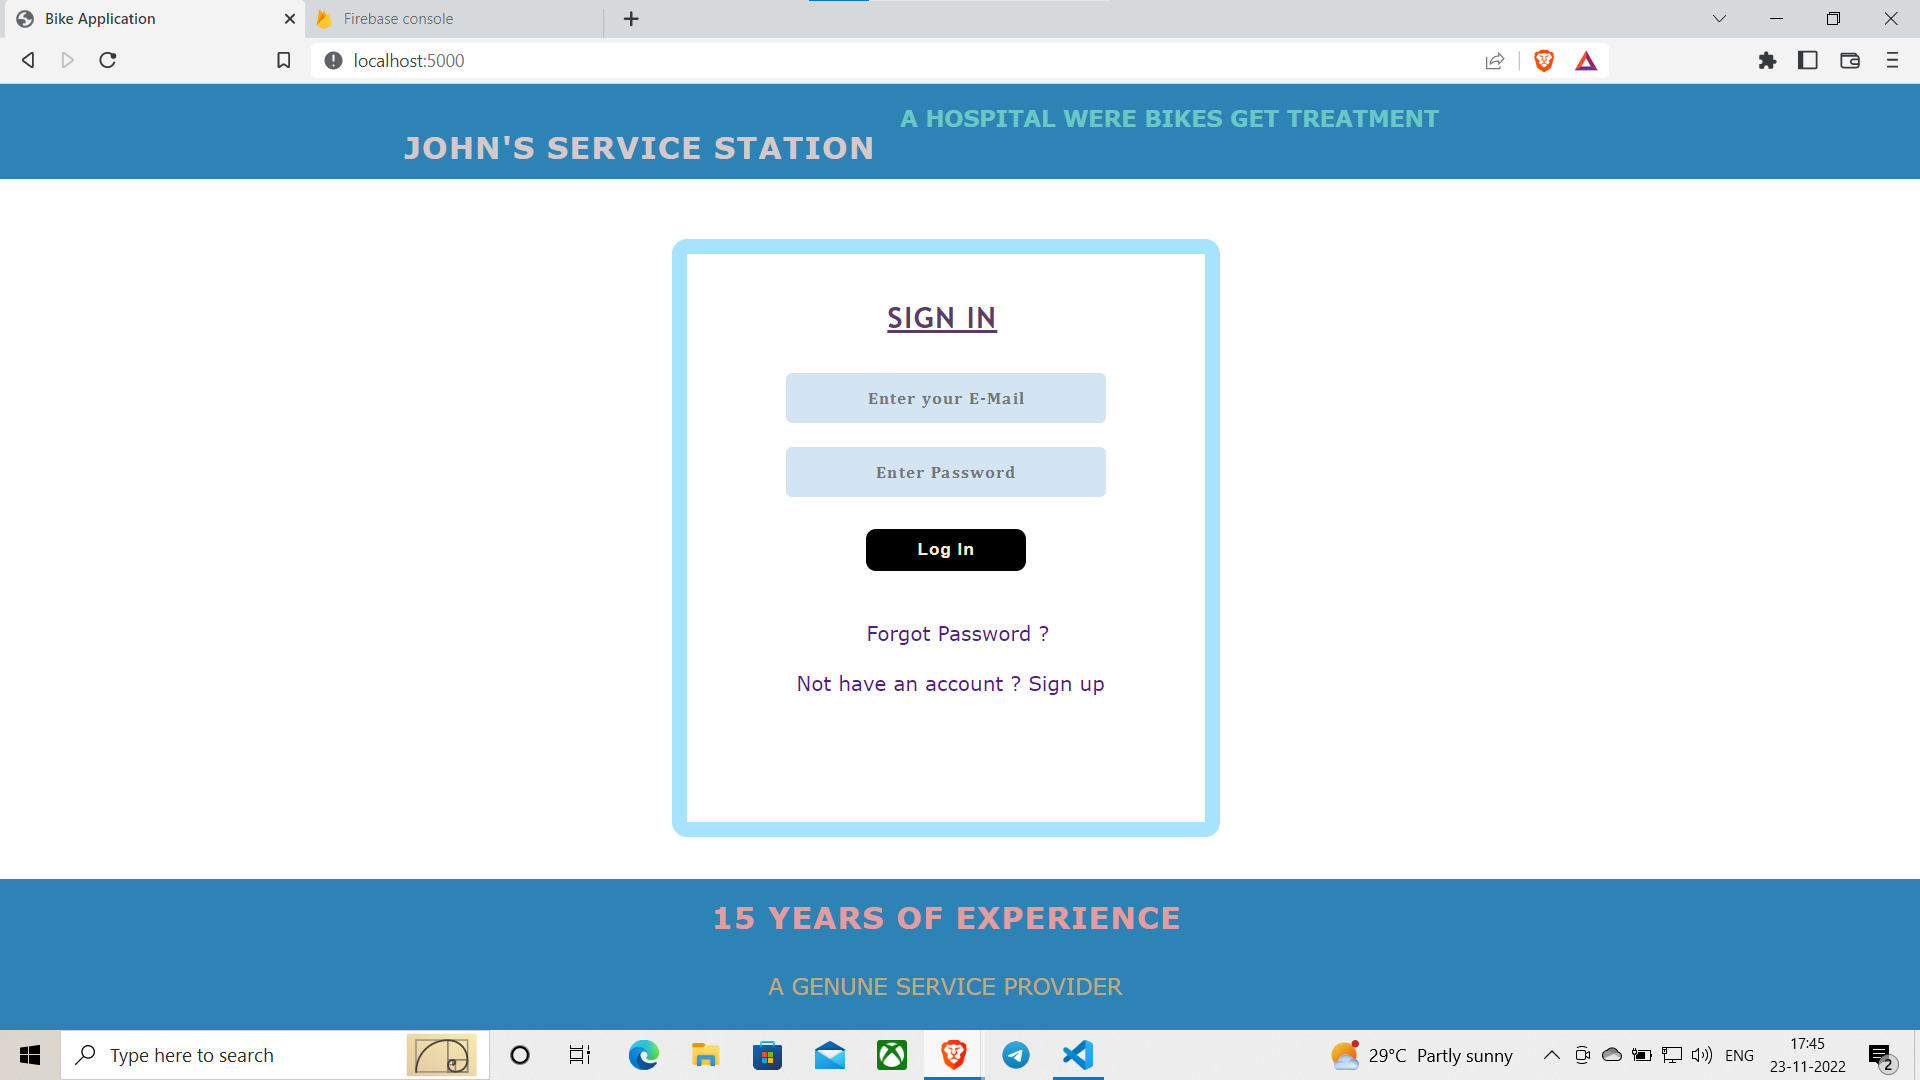 Bike Application
Firebase console
localhost:5000
A HOSPITAL WERE BIKES GET TREATMENT
JOHN'S SERVICE STATION
SIGN IN
Enter your E-Mail
Enter Password
Log In
Forgot Password ?
Not have an account ? Sign up
15 YEARS OF EXPERIENCE
A GENUNE SERVICE PROVIDER
Type here to search
29°C Partly sunny
ENG
17:45
23-11-2022
2